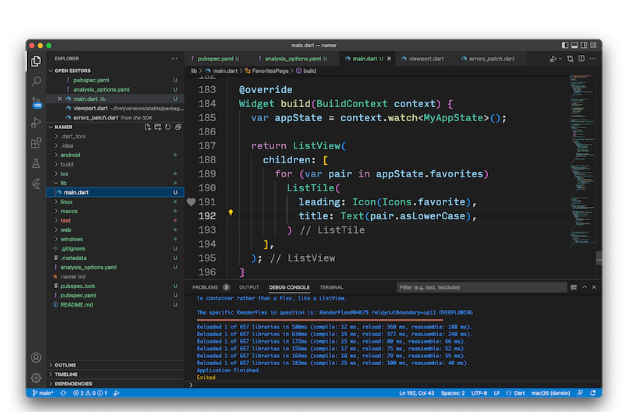 main.dart — namer
EXPLORER
OPEN EDITORS
pubspec.yaml U
analysis_options.yaml U
main.dart lib U
viewport.dart
errors_patch.dart from the SDK
NAMER
.dart_tool
.idea
android
build
ios
lib
main.dart U
linux
macos
test
web
windows
.gitignore U
.metadata U
analysis_options.yaml U
namer.iml
pubspec.lock U
pubspec.yaml U
README.md U
OUTLINE
TIMELINE
DEPENDENCIES
pubspec.yaml U
analysis_options.yaml U
main.dart U
viewport.dart
errors_patch.dart
lib > main.dart > FavoritesPage > build
183 @override
184 Widget build(BuildContext context) {
185 var appState = context.watch<MyAppState>();
186
187 return ListView(
188 children: [
189 for (var pair in appState.favorites)
190 ListTile(
191 leading: Icon(Icons.favorite),
192 title: Text(pair.asLowerCase),
193 ) // ListTile
194 ],
195 ); // ListView
196 }
PROBLEMS 3 OUTPUT DEBUG CONSOLE TERMINAL Filter (e.g. text, !exclude)
le container rather than a Flex, like a ListView.
The specific RenderFlex in question is: RenderFlex#04b75 relayoutBoundary=up11 OVERFLOWING
Reloaded 1 of 657 libraries in 580ms (compile: 12 ms, reload: 369 ms, reassemble: 188 ms).
Reloaded 1 of 657 libraries in 638ms (compile: 15 ms, reload: 372 ms, reassemble: 240 ms).
Reloaded 1 of 657 libraries in 172ms (compile: 15 ms, reload: 80 ms, reassemble: 66 ms).
Reloaded 1 of 657 libraries in 155ms (compile: 17 ms, reload: 75 ms, reassemble: 52 ms).
Reloaded 1 of 657 libraries in 164ms (compile: 18 ms, reload: 79 ms, reassemble: 55 ms).
Reloaded 1 of 657 libraries in 183ms (compile: 25 ms, reload: 100 ms, reassemble: 40 ms).
Application finished.
Exited
main* 1 0 1 Ln 192, Col 43 Spaces: 2 UTF-8 LF Dart macOS (darwin)